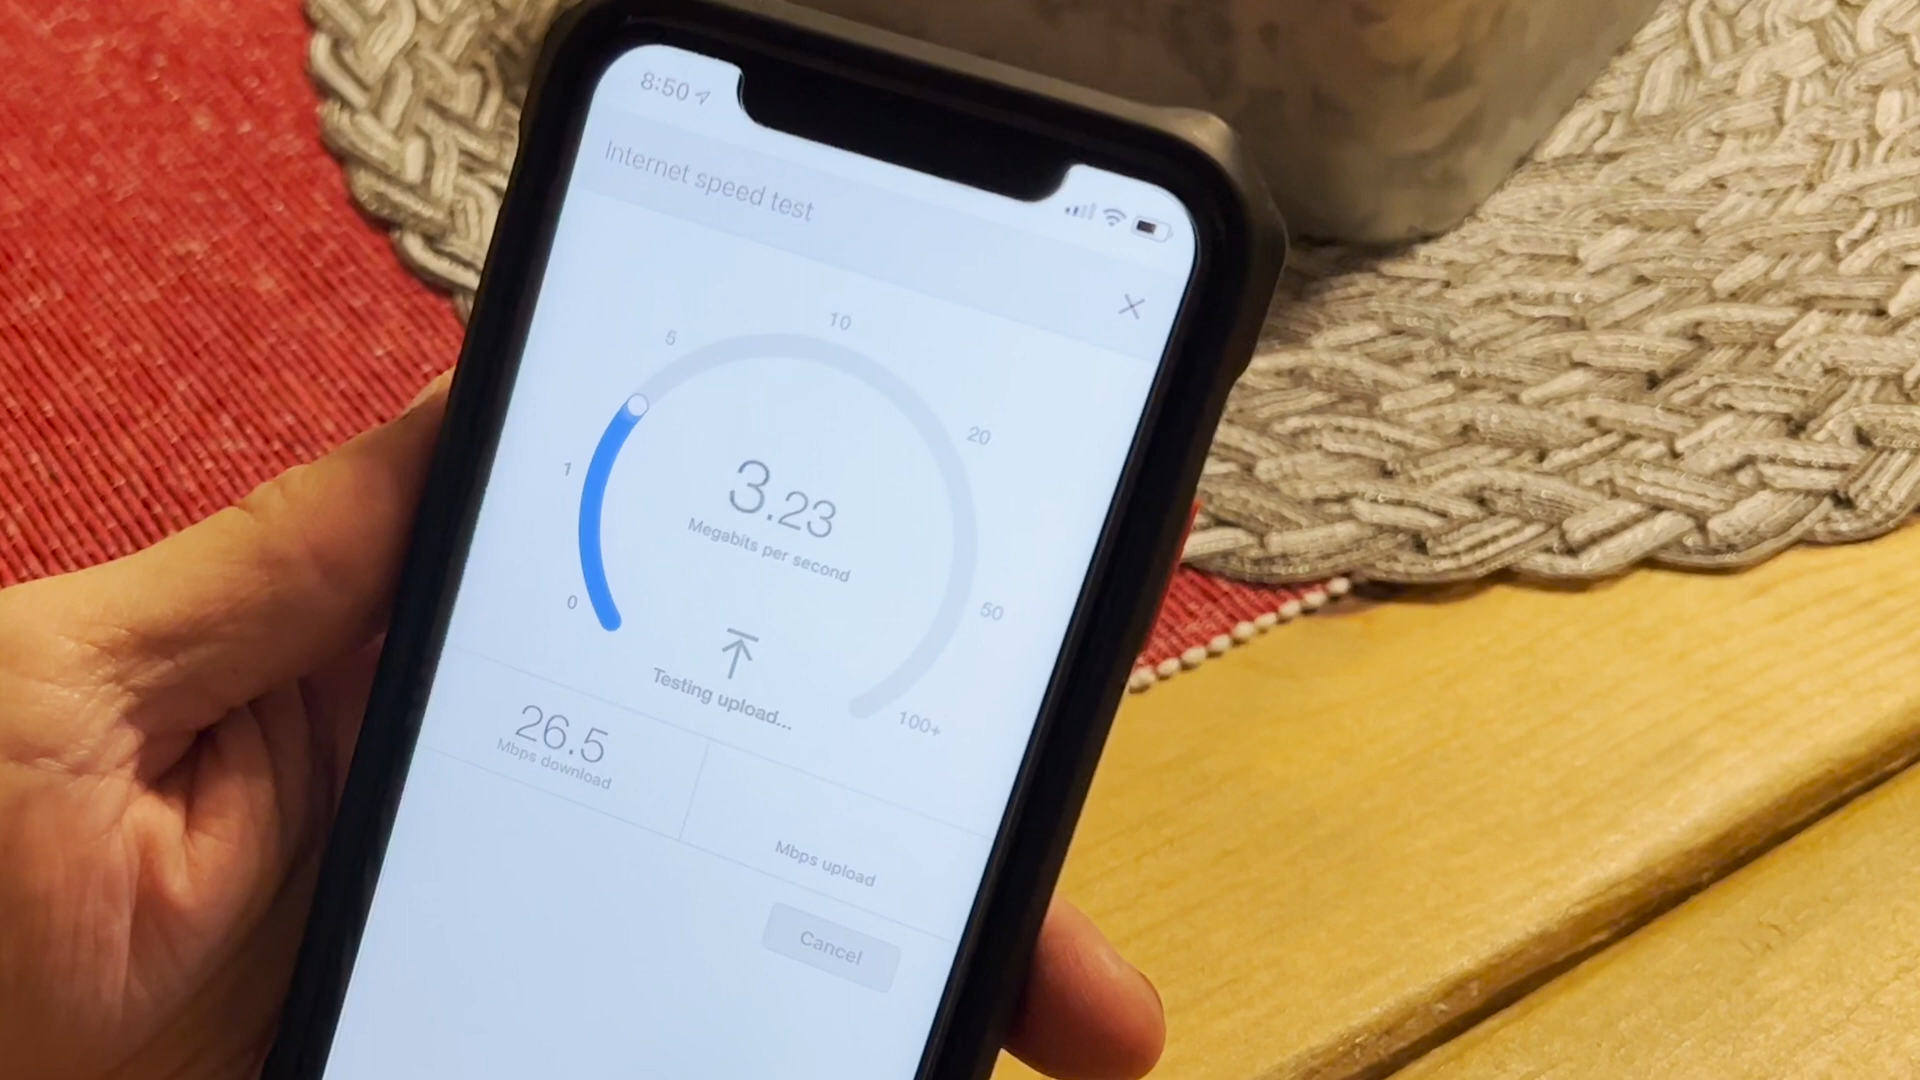 8:50
Internet speed test
10
5
20
1
3.23
Megabits per second
50
0
Testing upload...
100+
26.5
Mbps download
Mbps upload
Cancel